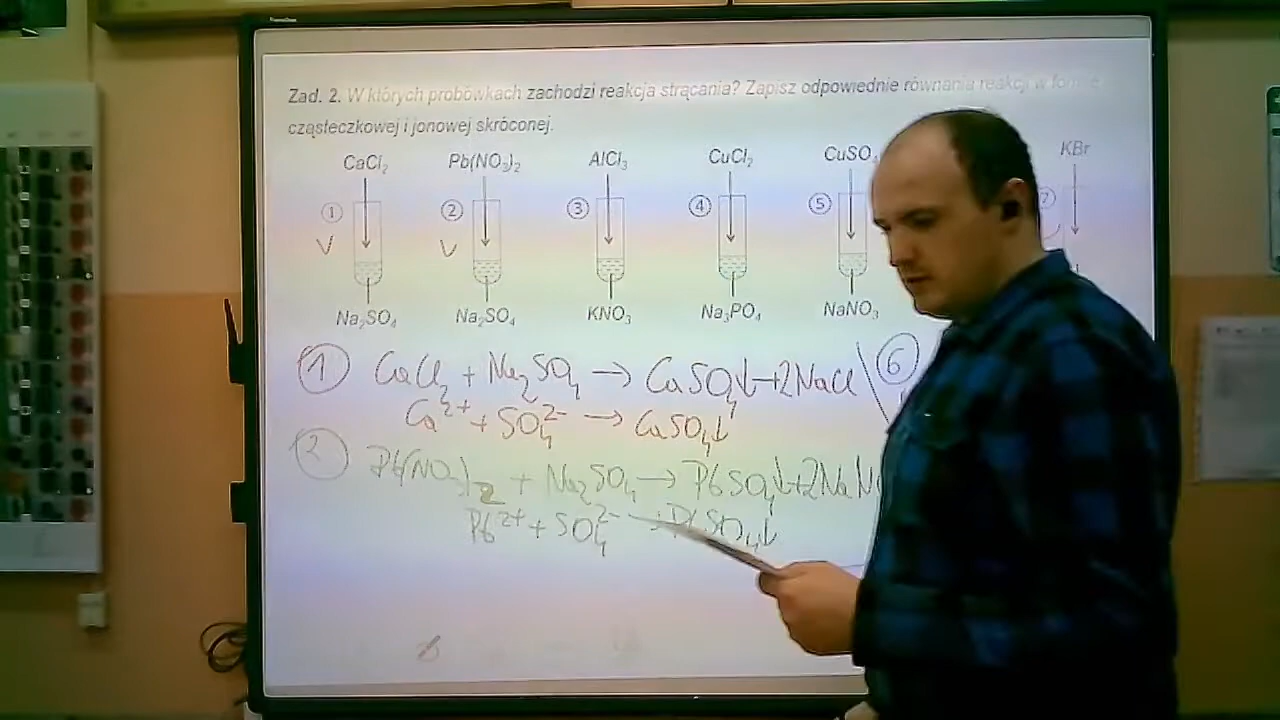 Zad. 2. W których probówkach zachodzi reakcja strącania? Zapisz odpowiednie równania reakcji w formie
cząsteczkowej i jonowej skróconej.
CaCl₂ Pb(NO₃)₂ AlCl₃ CuCl₂ CuSO₄ KBr
① ② ③ ④ ⑤ ⑦
V V
Na₂SO₄ Na₂SO₄ KNO₃ Na₃PO₄ NaNO₃
① CaCl₂ + Na₂SO₄ → CaSO₄↓+2NaCl ⑥
Ca²⁺ + SO₄²⁻ → CaSO₄↓
② Pb(NO₃)₂ + Na₂SO₄ → PbSO₄↓+2NaN
Pb²⁺ + SO₄²⁻ → PbSO₄↓